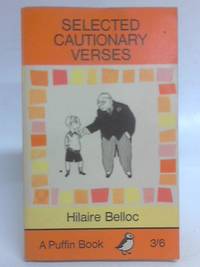 SELECTED
CAUTIONARY
VERSES
Hilaire Belloc
A Puffin Book 3/6